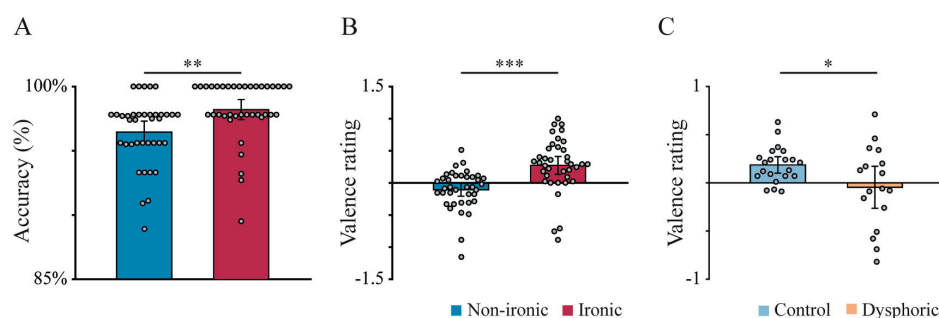 A
B
C
**
***
*
100%
85%
Accuracy (%)
1.5
-1.5
Valence rating
1
-1
Valence rating
Non-ironic
Ironic
Control
Dysphoric